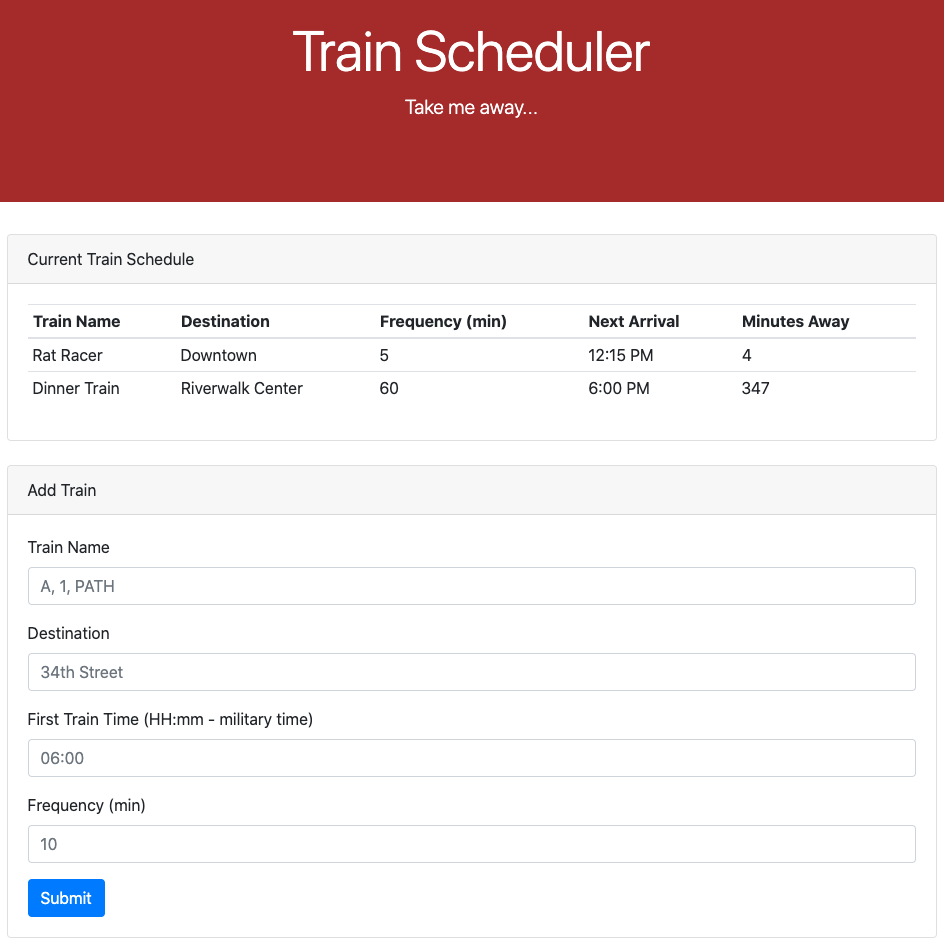 Train Scheduler
Take me away...
Current Train Schedule
Train Name Destination Frequency (min) Next Arrival Minutes Away
Rat Racer Downtown 5 12:15 PM 4
Dinner Train Riverwalk Center 60 6:00 PM 347
Add Train
Train Name
A, 1, PATH
Destination
34th Street
First Train Time (HH:mm - military time)
06:00
Frequency (min)
10
Submit